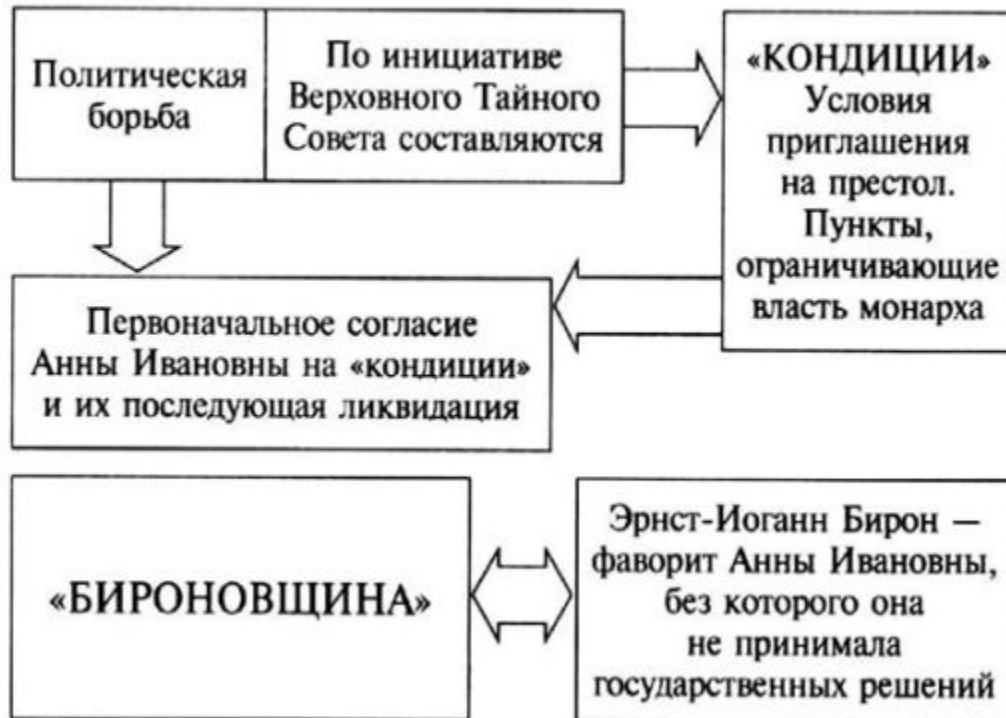 Политическая
борьба
По инициативе
Верховного Тайного
Совета составляются
«КОНДИЦИИ»
Условия
приглашения
на престол.
Пункты,
ограничивающие
власть монарха
Первоначальное согласие
Анны Ивановны на «кондиции»
и их последующая ликвидация
«БИРОНОВЩИНА»
Эрнст-Иоганн Бирон —
фаворит Анны Ивановны,
без которого она
не принимала
государственных решений